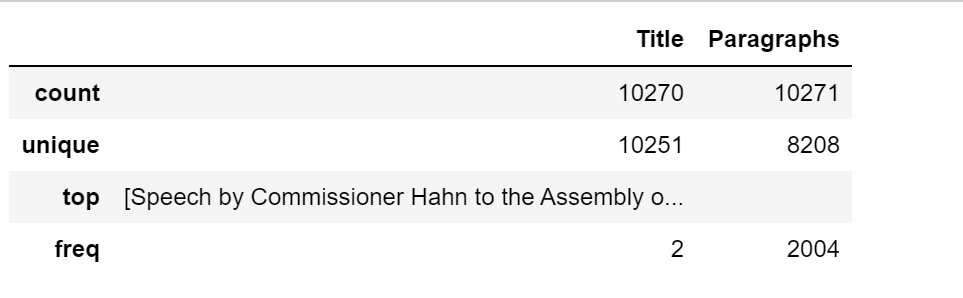 Title Paragraphs
count 10270 10271
unique 10251 8208
top [Speech by Commissioner Hahn to the Assembly o...
freq 2 2004